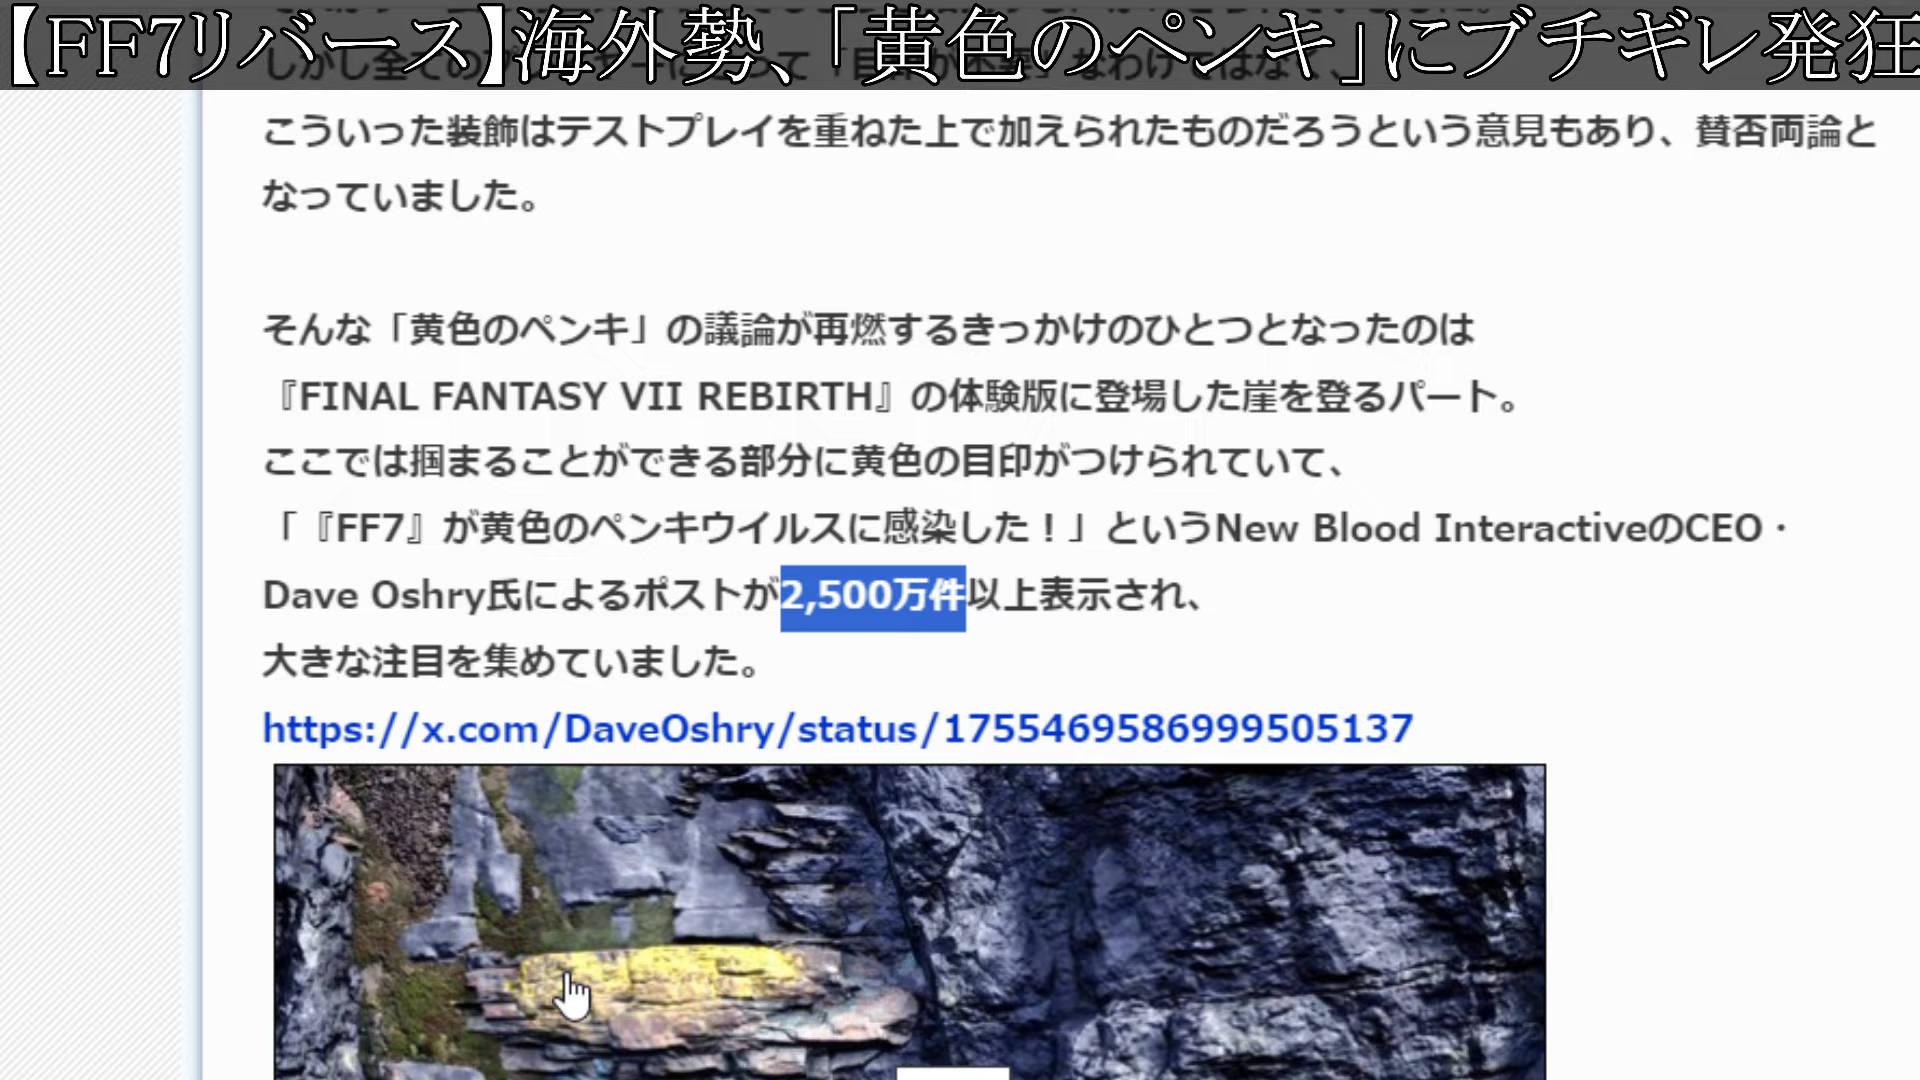 【FF7リバース】海外勢、「黄色のペンキ」にブチギレ発狂
こういった装飾はテストプレイを重ねた上で加えられたものだろうという意見もあり、賛否両論と
なっていました。
そんな「黄色のペンキ」の議論が再燃するきっかけのひとつとなったのは
『FINAL FANTASY VII REBIRTH』の体験版に登場した崖を登るパート。
ここでは掴まることができる部分に黄色の目印がつけられていて、
「『FF7』が黄色のペンキウイルスに感染した！」というNew Blood InteractiveのCEO・
Dave Oshry氏によるポストが2,500万件以上表示され、
大きな注目を集めていました。
https://x.com/DaveOshry/status/1755469586999505137